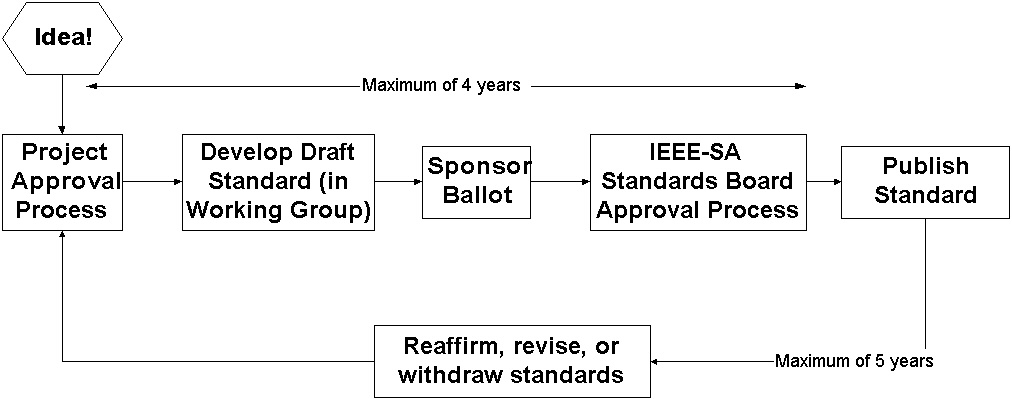 Idea!
Maximum of 4 years
Project
Approval
Process
Develop Draft
Standard (in
Working Group)
Sponsor
Ballot
IEEE-SA
Standards Board
Approval Process
Publish
Standard
Reaffirm, revise, or
withdraw standards
Maximum of 5 years